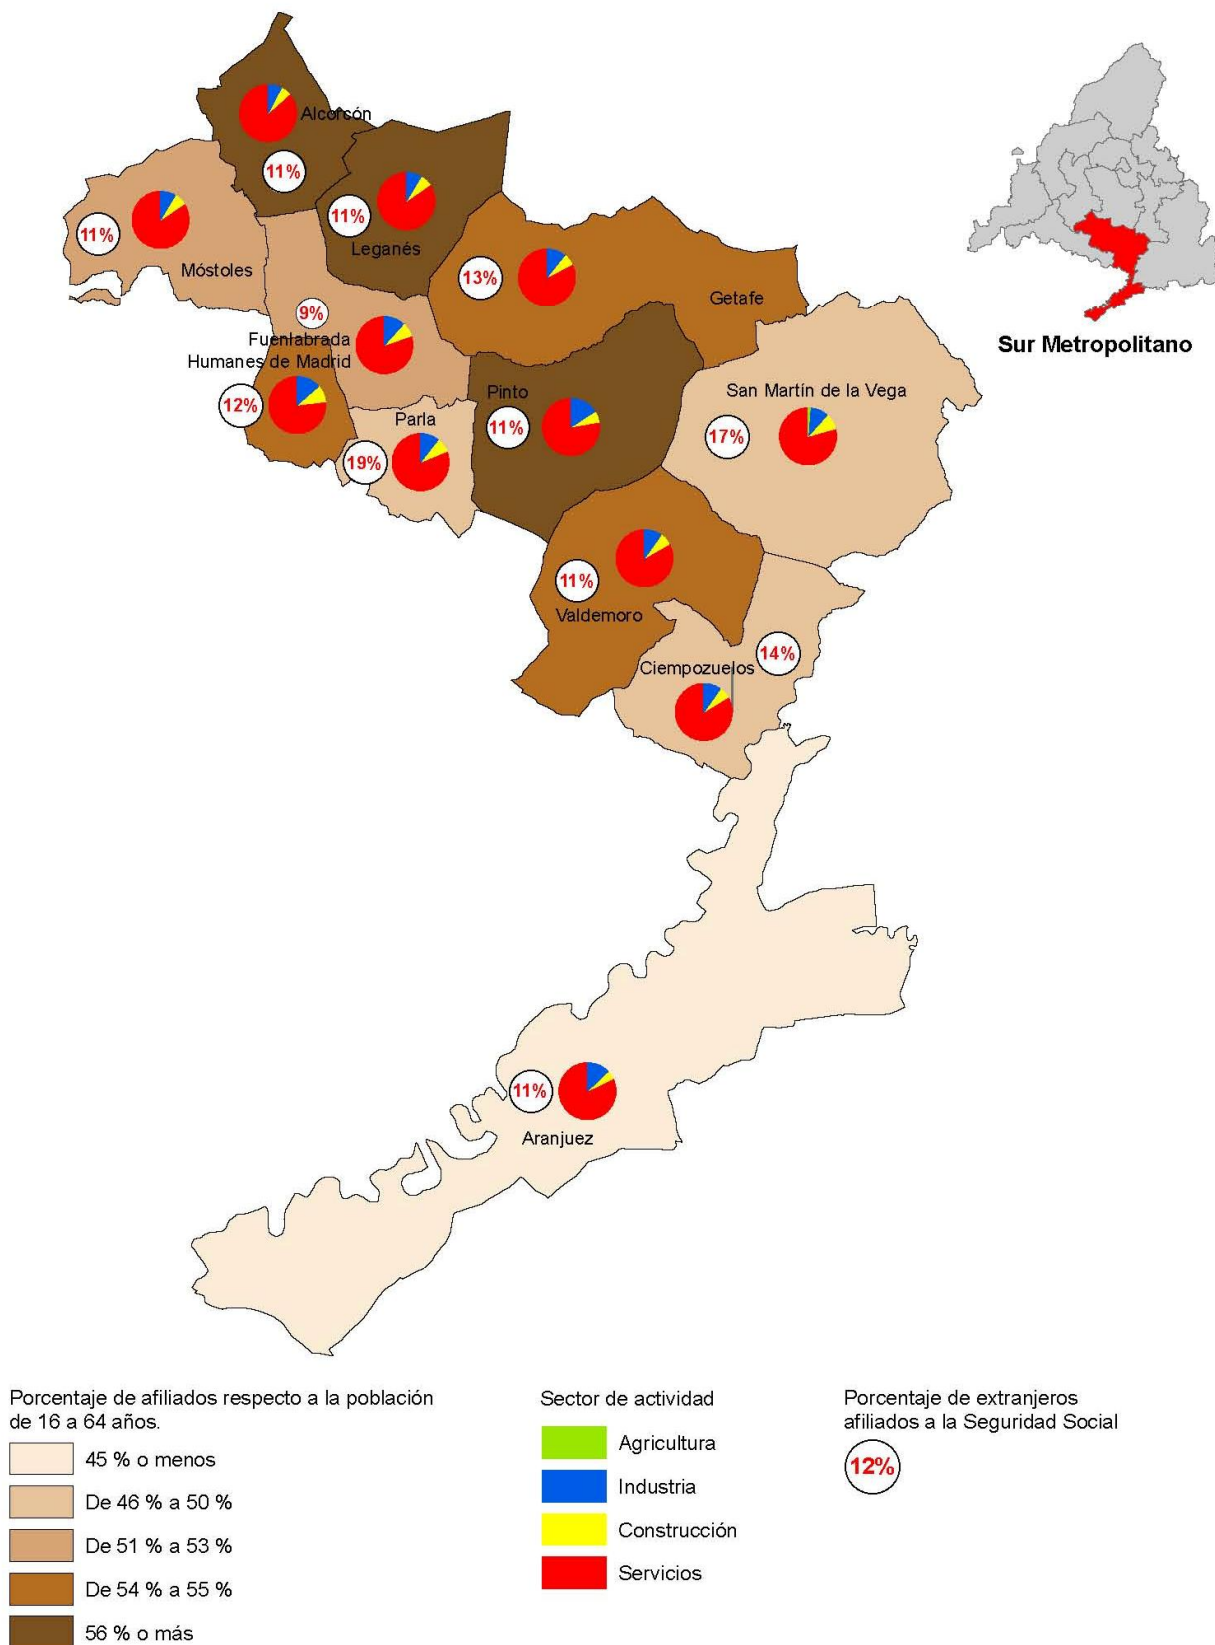 Alcorcón
11%
11%
Leganés
11%
Móstoles
13%
Getafe
9%
Fuenlabrada
Humanes de Madrid
12%
Parla
19%
Pinto
11%
San Martín de la Vega
17%
11%
Valdemoro
14%
Ciempozuelos
11%
Aranjuez
Sur Metropolitano
Porcentaje de afiliados respecto a la población
de 16 a 64 años.
45 % o menos
De 46 % a 50 %
De 51 % a 53 %
De 54 % a 55 %
56 % o más
Sector de actividad
Agricultura
Industria
Construcción
Servicios
Porcentaje de extranjeros
afiliados a la Seguridad Social
12%